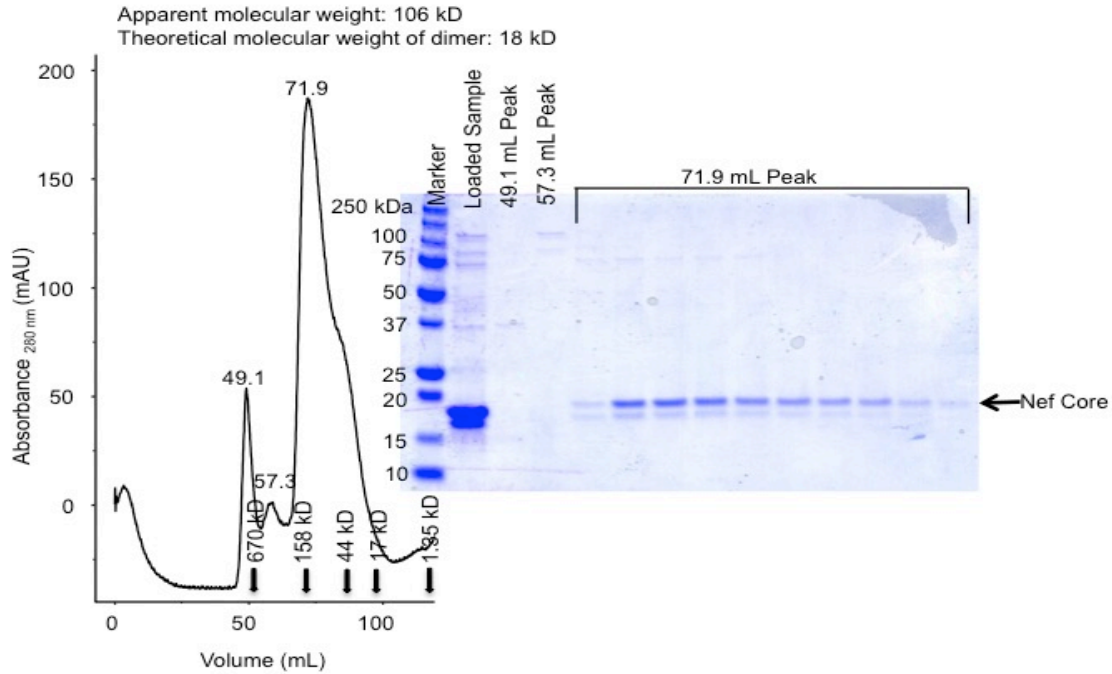 Apparent molecular weight: 106 kD
Theoretical molecular weight of dimer: 18 kD
200
150
100
50
0
Absorbance 280 nm (mAU)
49.1
57.3
71.9
670 kD
158 kD
44 kD
17 kD
1.35 kD
0
50
100
Volume (mL)
Marker
Loaded Sample
49.1 mL Peak
57.3 mL Peak
71.9 mL Peak
250 kDa
100
75
50
37
25
20
15
10
Nef Core